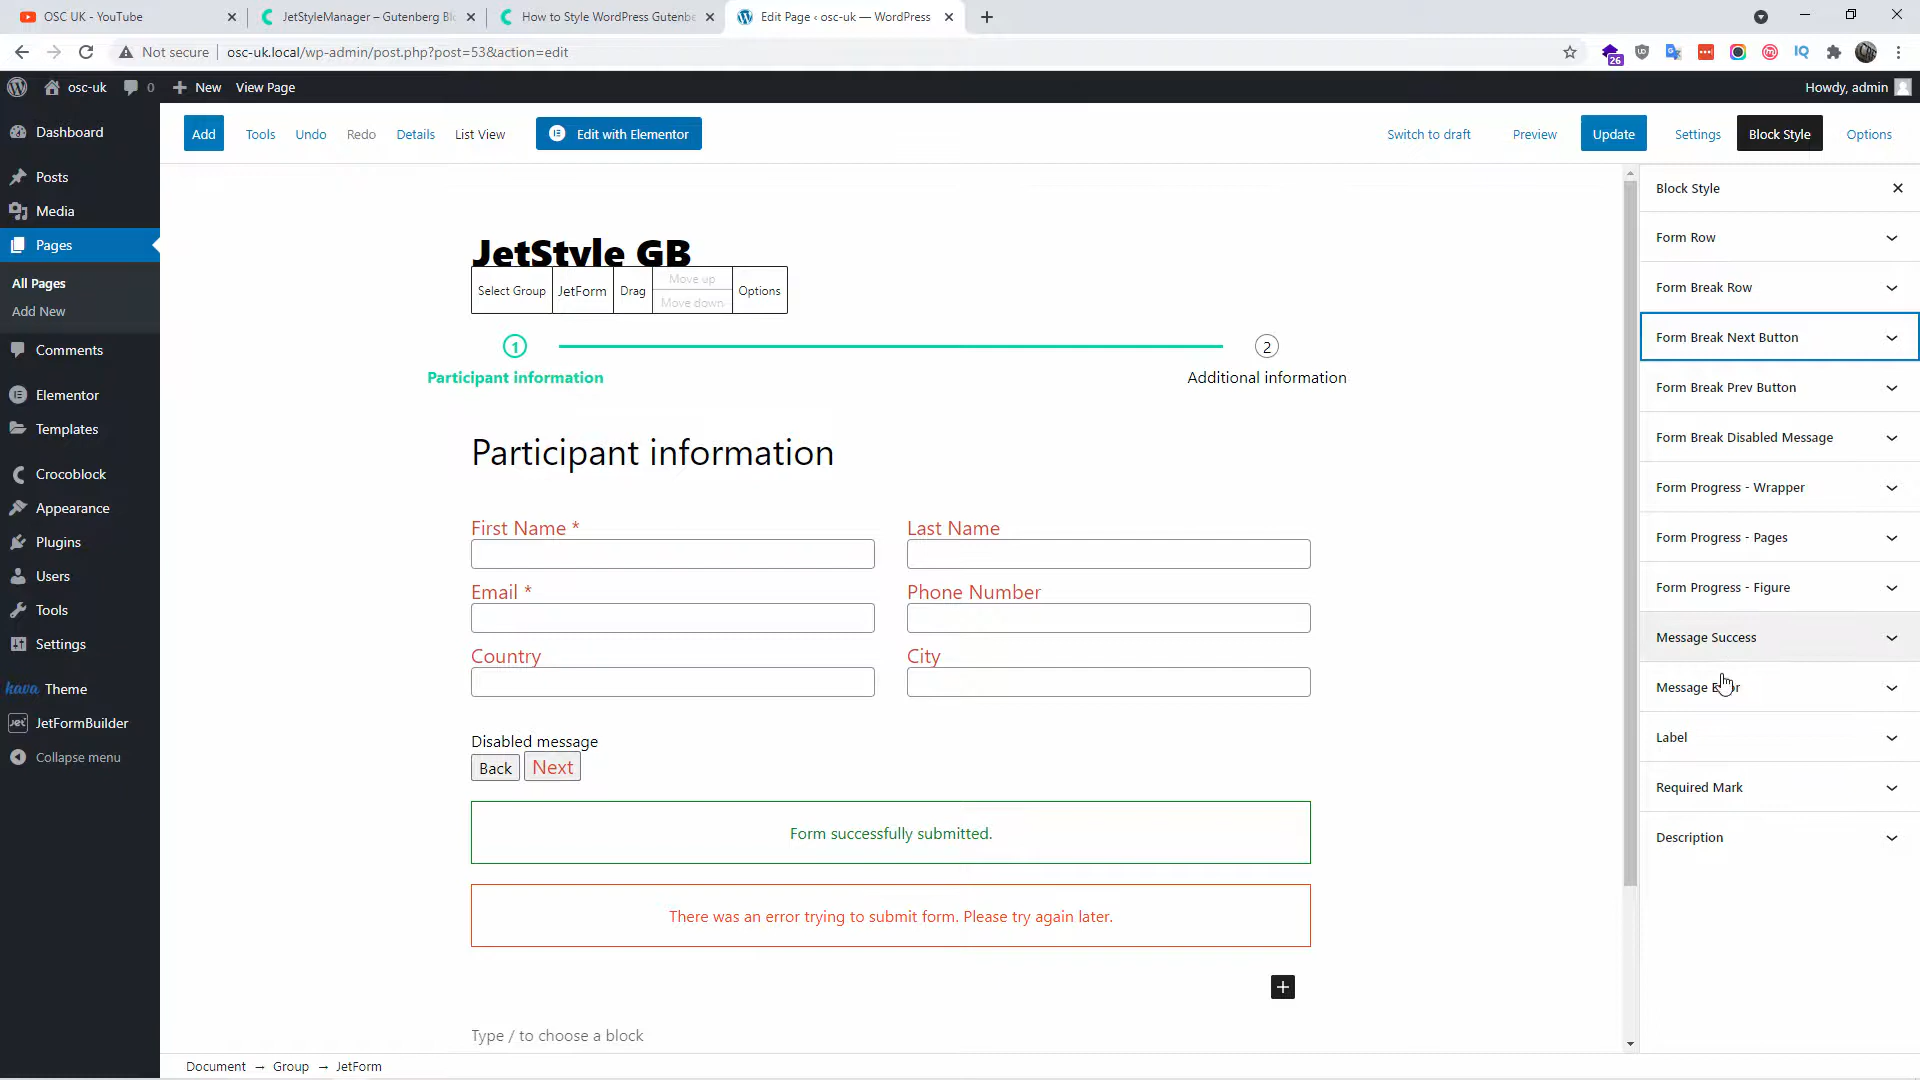 OSC UK - YouTube
JetStyleManager – Gutenberg Bl
How to Style WordPress Gutenbe
Edit Page ‹ osc-uk — WordPress
Not secure
osc-uk.local/wp-admin/post.php?post=53&action=edit
26
IQ
osc-uk
0
New
View Page
Howdy, admin
Dashboard
Posts
Media
Pages
All Pages
Add New
Comments
Elementor
Templates
Crocoblock
Appearance
Plugins
Users
Tools
Settings
kava Theme
Jet JetFormBuilder
Collapse menu
Add
Tools
Undo
Redo
Details
List View
Edit with Elementor
Switch to draft
Preview
Update
Settings
Block Style
Options
JetStyle GB
Select Group
JetForm
Drag
Move up
Move down
Options
1
2
Participant information
Additional information
Participant information
First Name *
Last Name
Email *
Phone Number
Country
City
Disabled message
Back
Next
Form successfully submitted.
There was an error trying to submit form. Please try again later.
Type / to choose a block
Document → Group → JetForm
Block Style
Form Row
Form Break Row
Form Break Next Button
Form Break Prev Button
Form Break Disabled Message
Form Progress - Wrapper
Form Progress - Pages
Form Progress - Figure
Message Success
Message Error
Label
Required Mark
Description